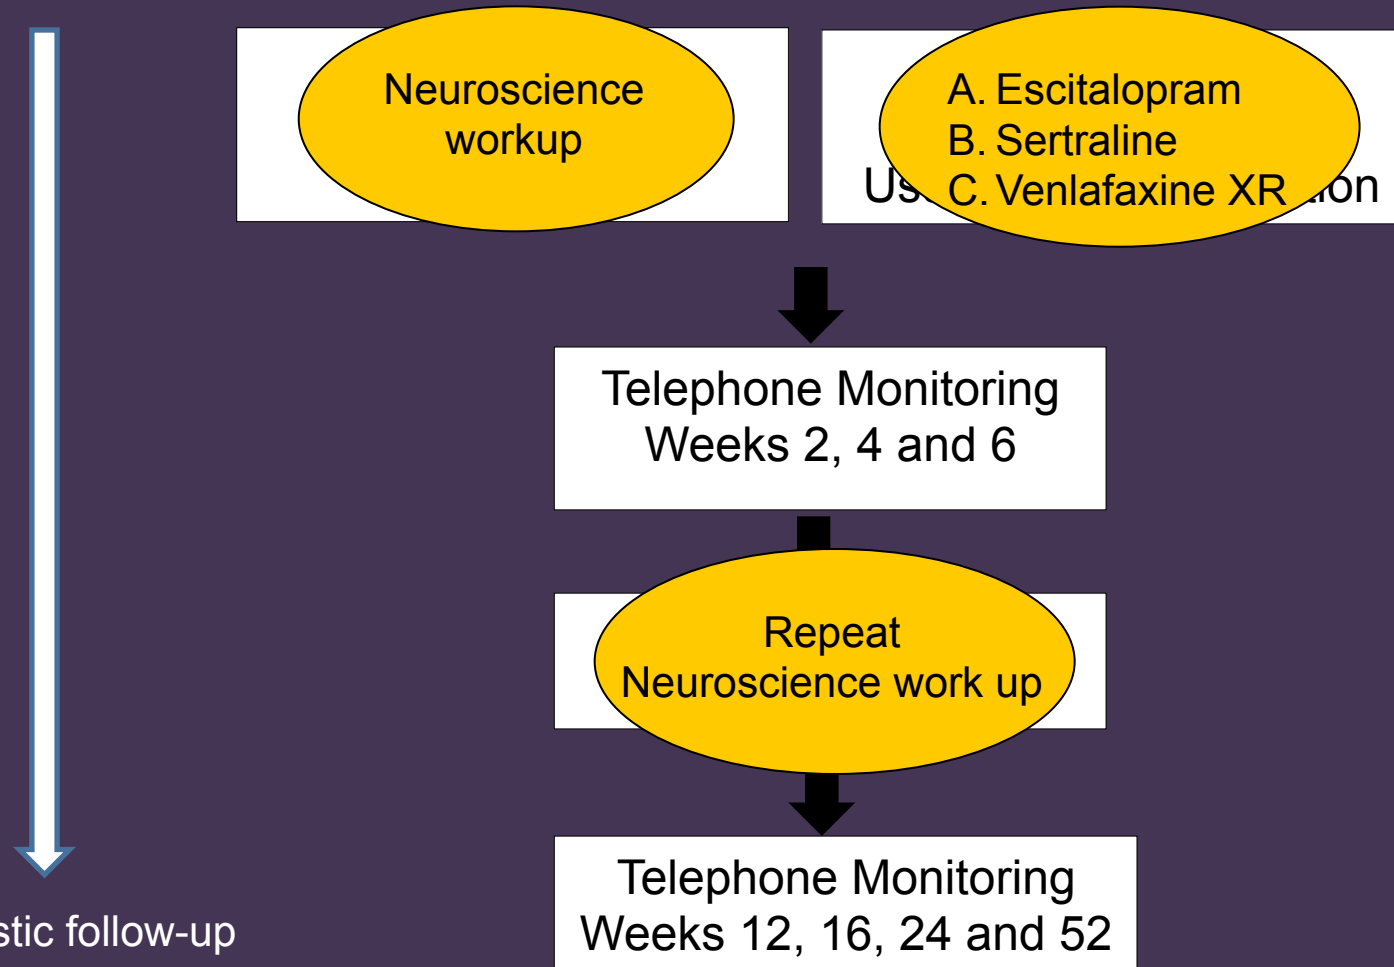 Neuroscience
workup
A. Escitalopram
B. Sertraline
C. Venlafaxine XR
Telephone Monitoring
Weeks 2, 4 and 6
Repeat
Neuroscience work up
Telephone Monitoring
Weeks 12, 16, 24 and 52
follow-up